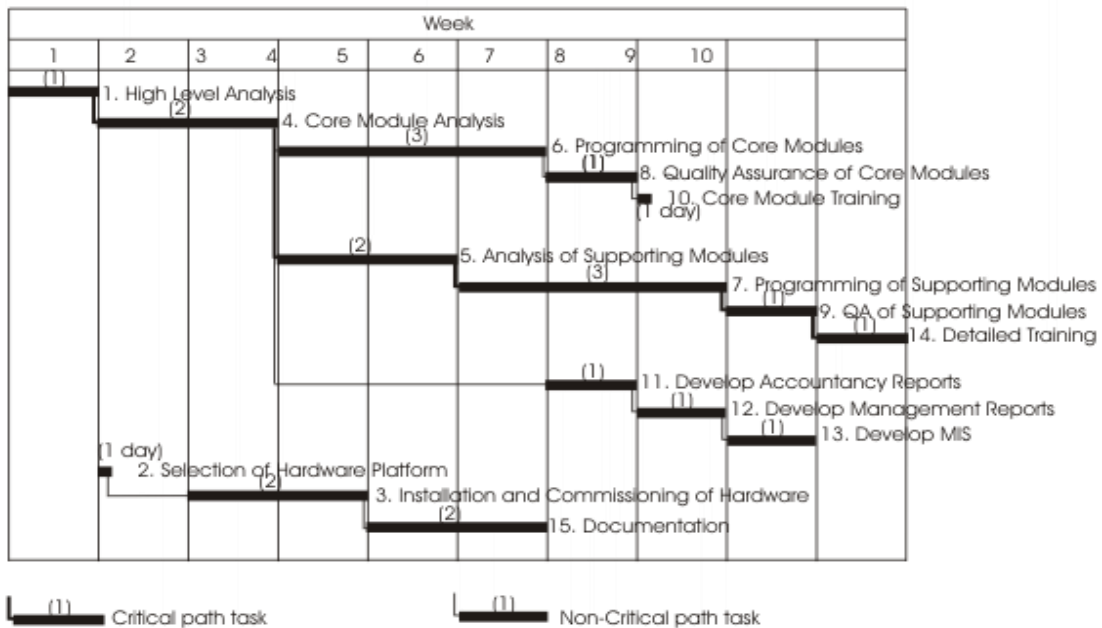 Week
1 2 3 4 5 6 7 8 9 10
(1)
1. High Level Analysis
(2)
4. Core Module Analysis
(3)
6. Programming of Core Modules
(1)
8. Quality Assurance of Core Modules
10. Core Module Training
(1 day)
(2)
5. Analysis of Supporting Modules
(3)
7. Programming of Supporting Modules
(1)
9. QA of Supporting Modules
(1)
14. Detailed Training
(1)
11. Develop Accountancy Reports
(1)
12. Develop Management Reports
(1)
13. Develop MIS
(1 day)
2. Selection of Hardware Platform
(2)
3. Installation and Commissioning of Hardware
(2)
15. Documentation
(1) Critical path task
(1) Non-Critical path task